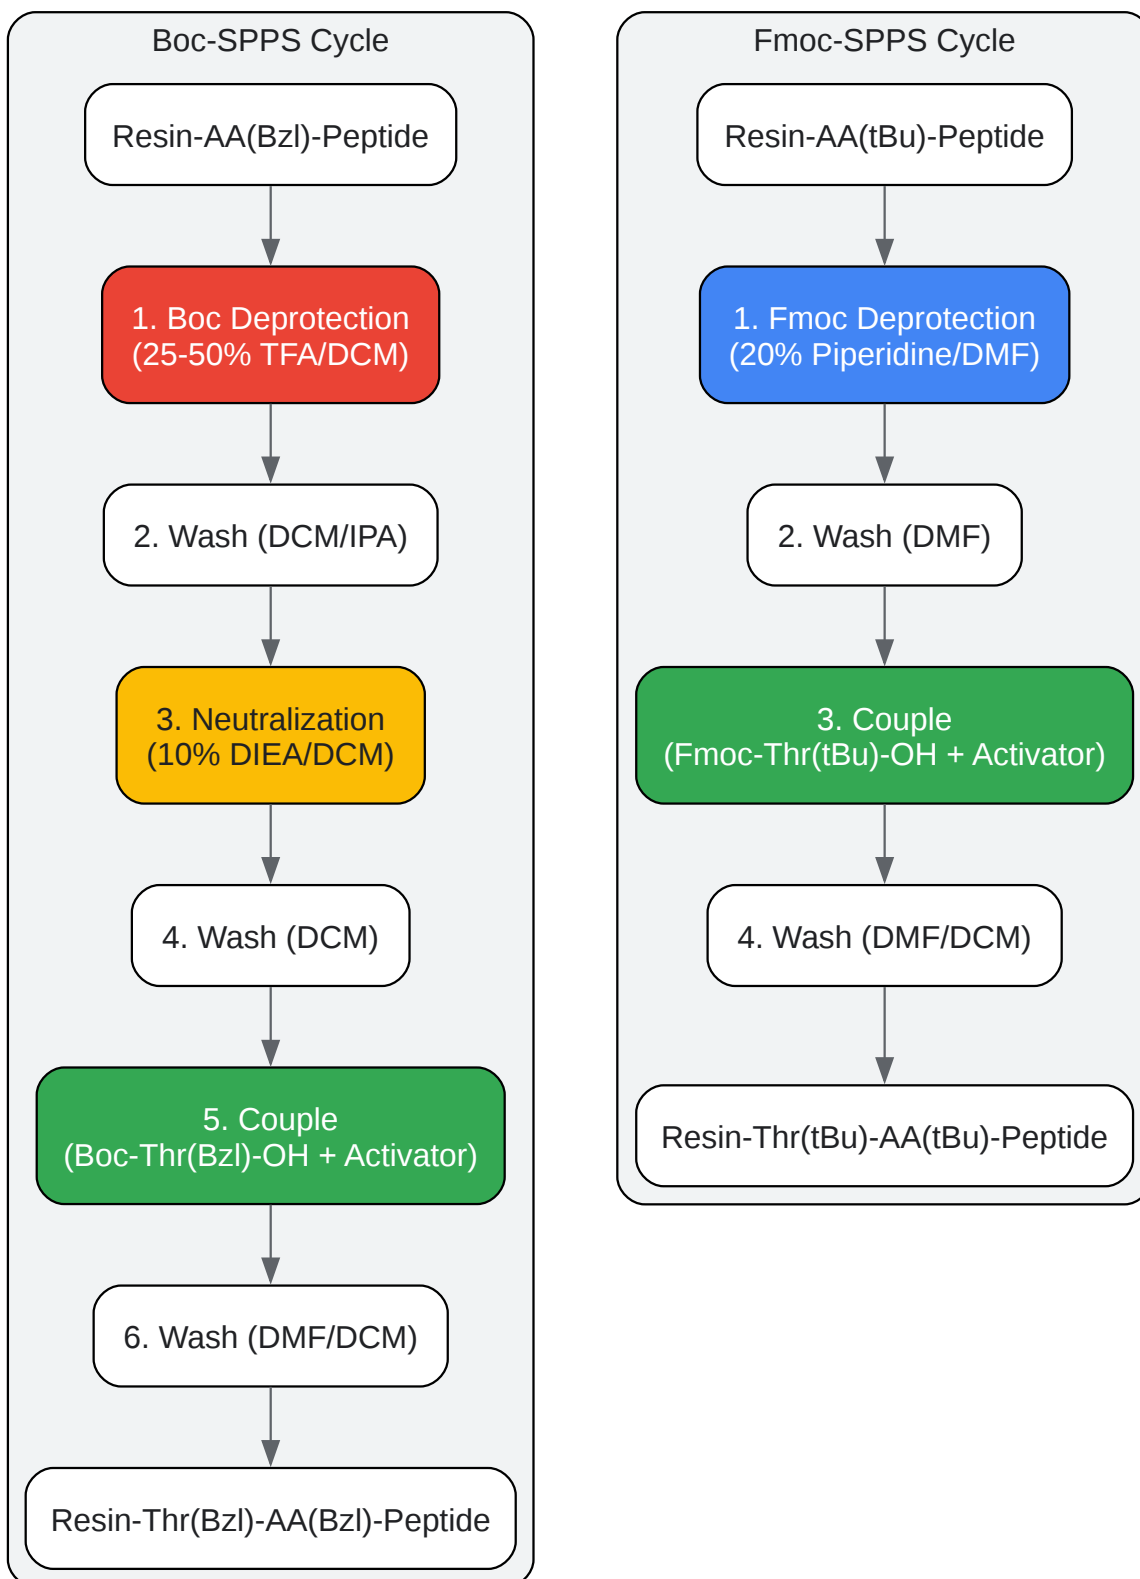 Boc-SPPS Cycle
Resin-AA(Bzl)-Peptide
1. Boc Deprotection
(25-50% TFA/DCM)
2. Wash (DCM/IPA)
3. Neutralization
(10% DIEA/DCM)
4. Wash (DCM)
5. Couple
(Boc-Thr(Bzl)-OH + Activator)
6. Wash (DMF/DCM)
Resin-Thr(Bzl)-AA(Bzl)-Peptide
Fmoc-SPPS Cycle
Resin-AA(tBu)-Peptide
1. Fmoc Deprotection
(20% Piperidine/DMF)
2. Wash (DMF)
3. Couple
(Fmoc-Thr(tBu)-OH + Activator)
4. Wash (DMF/DCM)
Resin-Thr(tBu)-AA(tBu)-Peptide